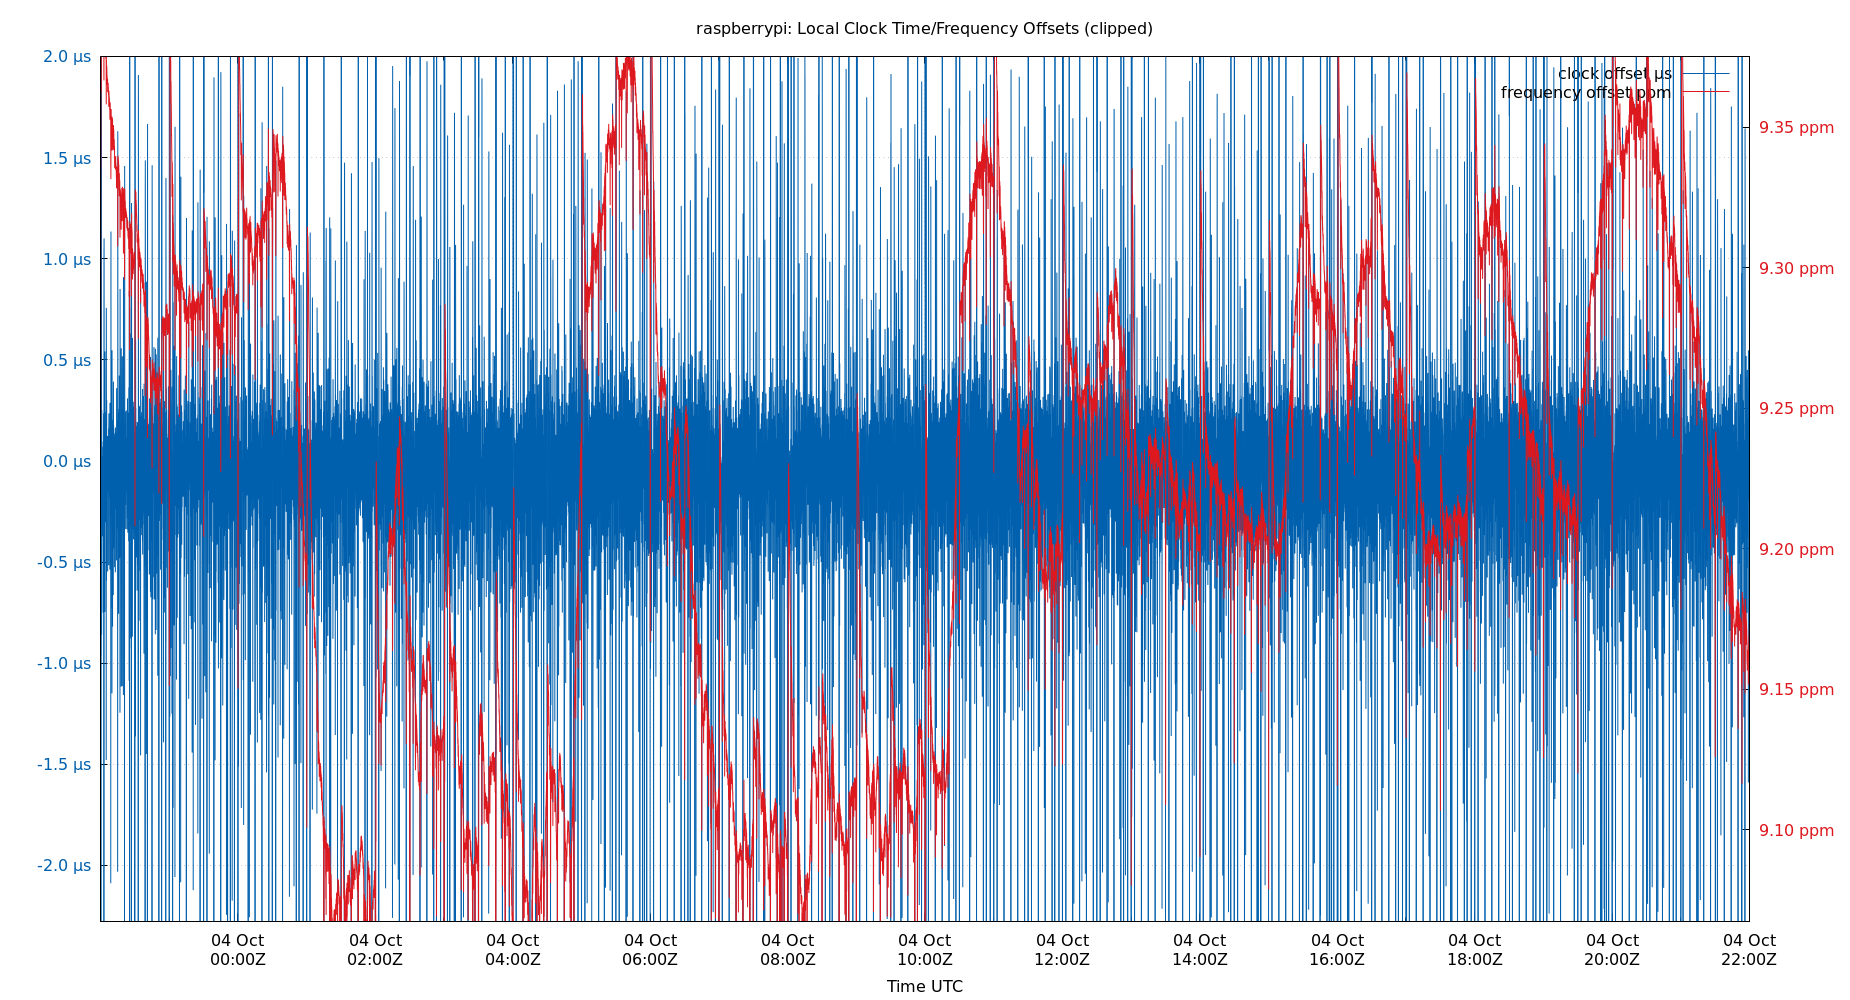 raspberrypi: Local Clock Time/Frequency Offsets (clipped)
2.0 µs
1.5 µs
1.0 µs
0.5 µs
0.0 µs
-0.5 µs
-1.0 µs
-1.5 µs
-2.0 µs
clock offset µs
frequency offset ppm
9.35 ppm
9.30 ppm
9.25 ppm
9.20 ppm
9.15 ppm
9.10 ppm
04 Oct 04 Oct 04 Oct 04 Oct 04 Oct 04 Oct 04 Oct 04 Oct 04 Oct 04 Oct 04 Oct 04 Oct
00:00Z 02:00Z 04:00Z 06:00Z 08:00Z 10:00Z 12:00Z 14:00Z 16:00Z 18:00Z 20:00Z 22:00Z
Time UTC